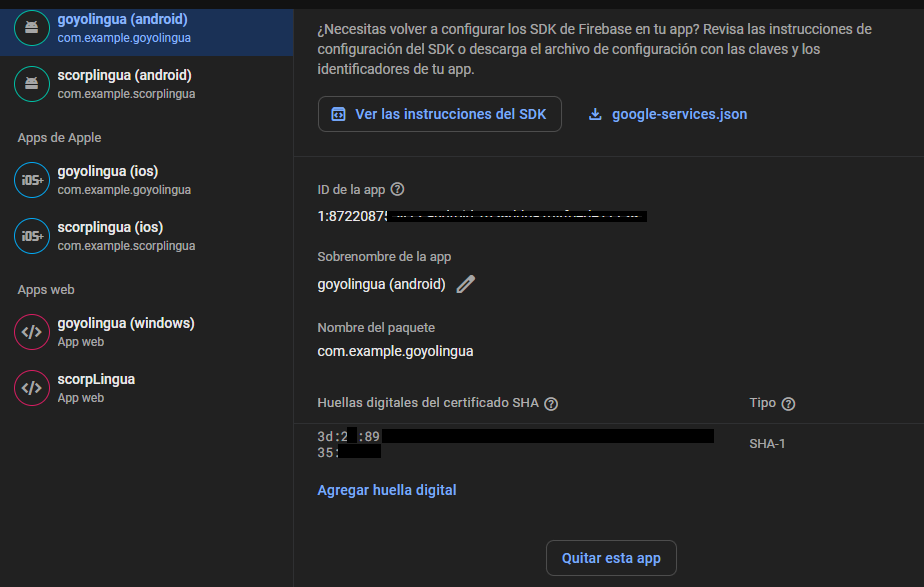 goyolingua (android)
com.example.goyolingua
scorplingua (android)
com.example.scorplingua
Apps de Apple
iOS+
goyolingua (ios)
com.example.goyolingua
iOS+
scorplingua (ios)
com.example.scorplingua
Apps web
</>
goyolingua (windows)
App web
</>
scorpLingua
App web
¿Necesitas volver a configurar los SDK de Firebase en tu app? Revisa las instrucciones de
configuración del SDK o descarga el archivo de configuración con las claves y los
identificadores de tu app.
Ver las instrucciones del SDK
google-services.json
ID de la app
1:8722087
Sobrenombre de la app
goyolingua (android)
Nombre del paquete
com.example.goyolingua
Huellas digitales del certificado SHA
Tipo
3d:2 :89
35:
SHA-1
Agregar huella digital
Quitar esta app